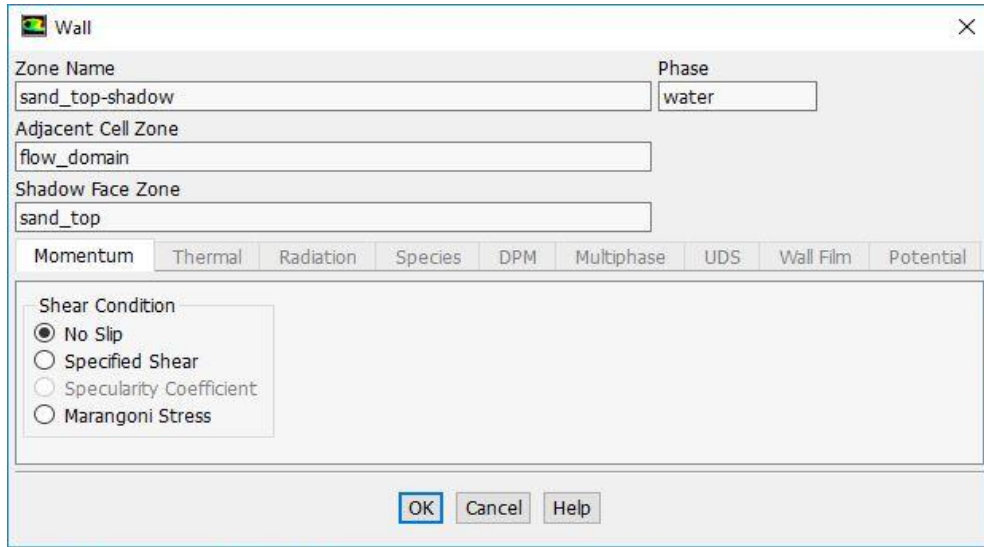 Wall
Zone Name Phase
sand_top-shadow water
Adjacent Cell Zone
flow_domain
Shadow Face Zone
sand_top
Momentum Thermal Radiation Species DPM Multiphase UDS Wall Film Potential
Shear Condition
No Slip
Specified Shear
Specularity Coefficient
Marangoni Stress
OK Cancel Help